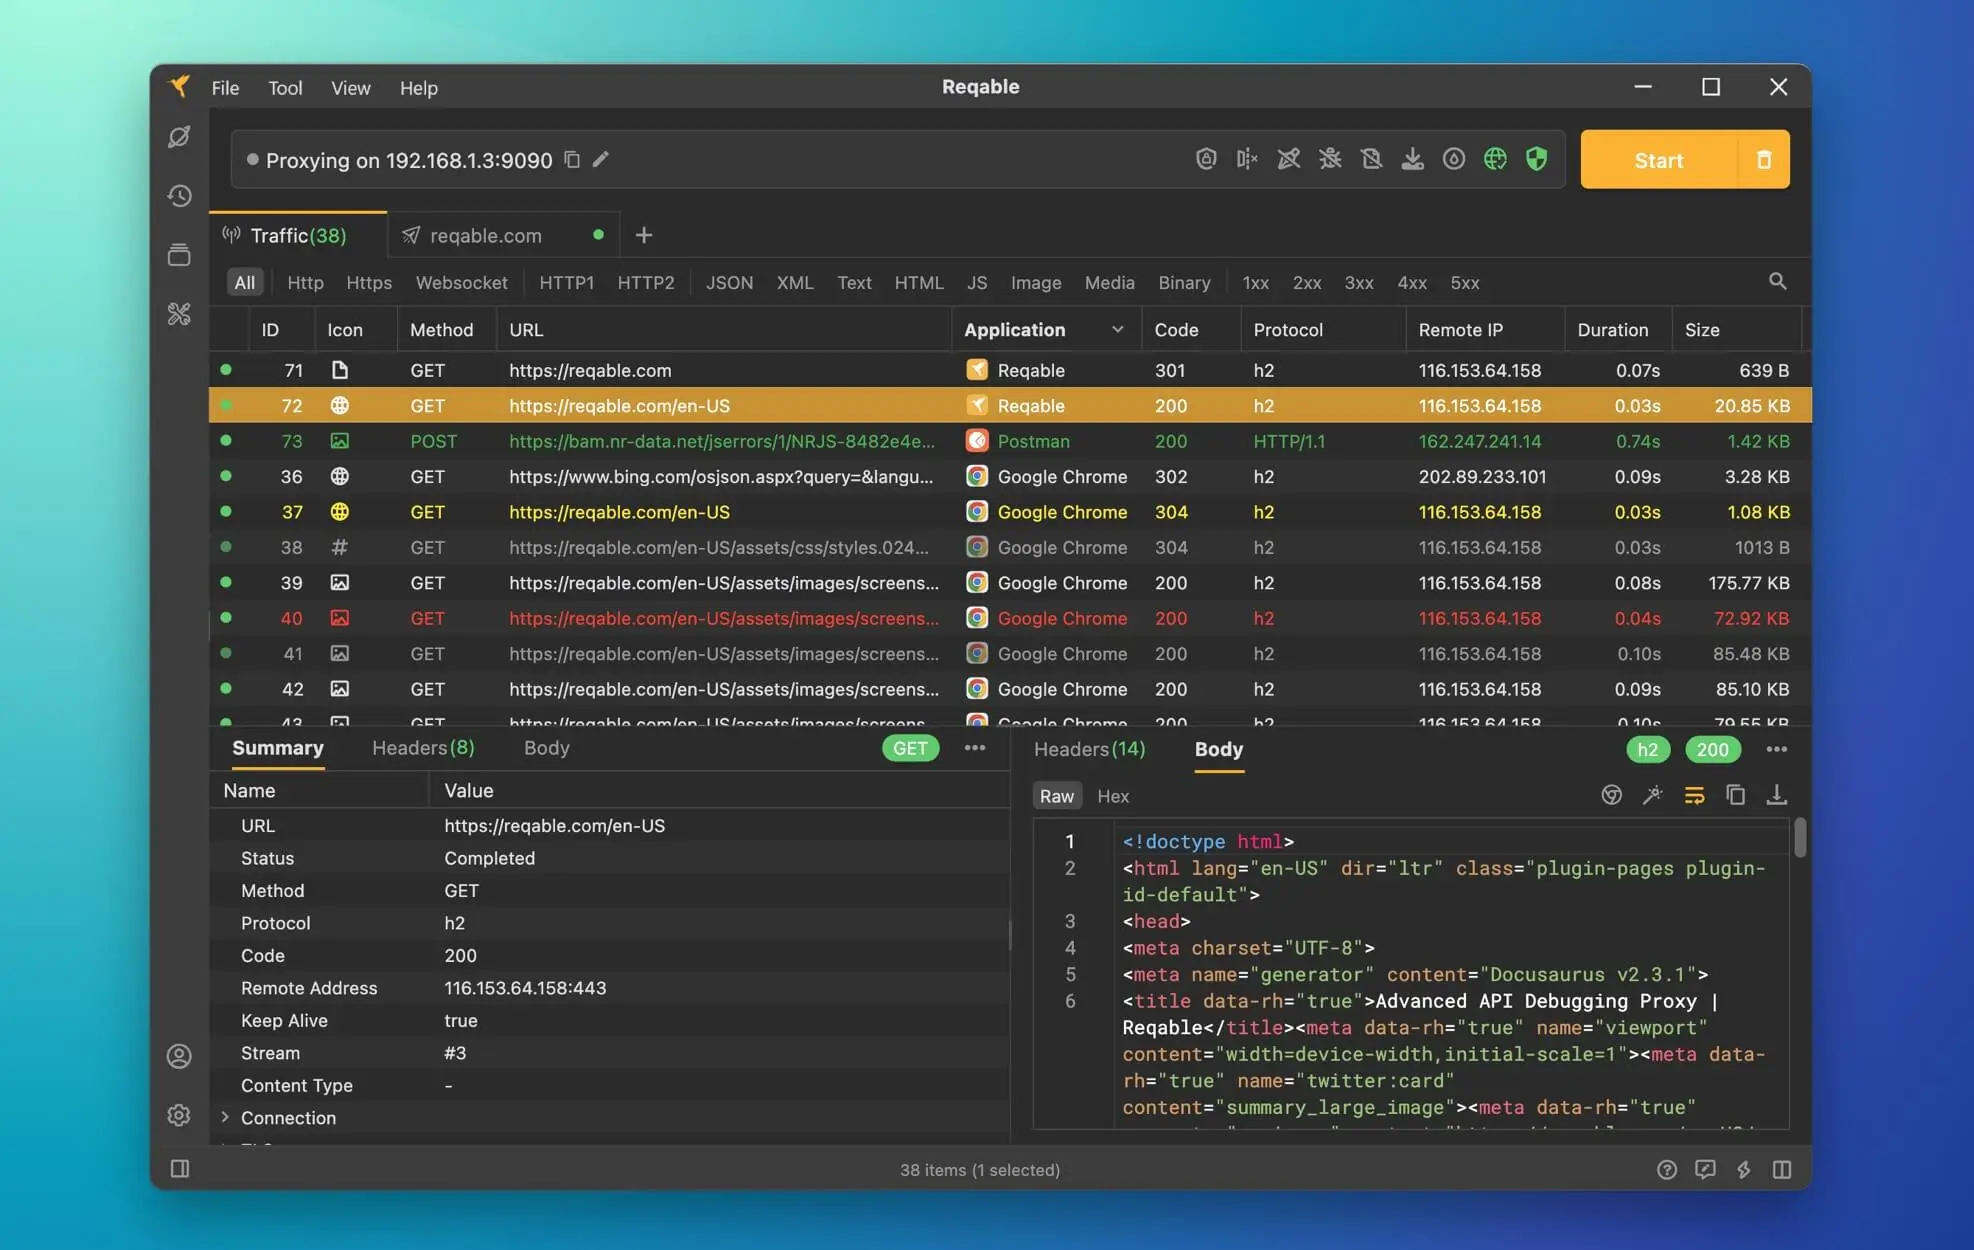 File Tool View Help Reqable
Proxying on 192.168.1.3:9090 Start
Traffic(38) reqable.com
All Http Https Websocket HTTP1 HTTP2 JSON XML Text HTML JS Image Media Binary 1xx 2xx 3xx 4xx 5xx
ID Icon Method URL Application Code Protocol Remote IP Duration Size
71 GET https://reqable.com Reqable 301 h2 116.153.64.158 0.07s 639 B
72 GET https://reqable.com/en-US Reqable 200 h2 116.153.64.158 0.03s 20.85 KB
73 POST https://bam.nr-data.net/jserrors/1/NRJS-8482e4e... Postman 200 HTTP/1.1 162.247.241.14 0.74s 1.42 KB
36 GET https://www.bing.com/osjson.aspx?query=&langu... Google Chrome 302 h2 202.89.233.101 0.09s 3.28 KB
37 GET https://reqable.com/en-US Google Chrome 304 h2 116.153.64.158 0.03s 1.08 KB
38 # GET https://reqable.com/en-US/assets/css/styles.024... Google Chrome 304 h2 116.153.64.158 0.03s 1013 B
39 GET https://reqable.com/en-US/assets/images/screens... Google Chrome 200 h2 116.153.64.158 0.08s 175.77 KB
40 GET https://reqable.com/en-US/assets/images/screens... Google Chrome 200 h2 116.153.64.158 0.04s 72.92 KB
41 GET https://reqable.com/en-US/assets/images/screens... Google Chrome 200 h2 116.153.64.158 0.10s 85.48 KB
42 GET https://reqable.com/en-US/assets/images/screens... Google Chrome 200 h2 116.153.64.158 0.09s 85.10 KB
43 GET https://reqable.com/en-US/assets/images/screens... Google Chrome 200 h2 116.153.64.158 0.10s 79.55 KB
Summary Headers(8) Body GET
Name Value
URL https://reqable.com/en-US
Status Completed
Method GET
Protocol h2
Code 200
Remote Address 116.153.64.158:443
Keep Alive true
Stream #3
Content Type -
Connection
Headers(14) Body h2 200
Raw Hex
1 <!doctype html>
2 <html lang="en-US" dir="ltr" class="plugin-pages plugin-
id-default">
3 <head>
4 <meta charset="UTF-8">
5 <meta name="generator" content="Docusaurus v2.3.1">
6 <title data-rh="true">Advanced API Debugging Proxy |
Reqable</title><meta data-rh="true" name="viewport"
content="width=device-width,initial-scale=1"><meta data-
rh="true" name="twitter:card"
content="summary_large_image"><meta data-rh="true"
38 items (1 selected)